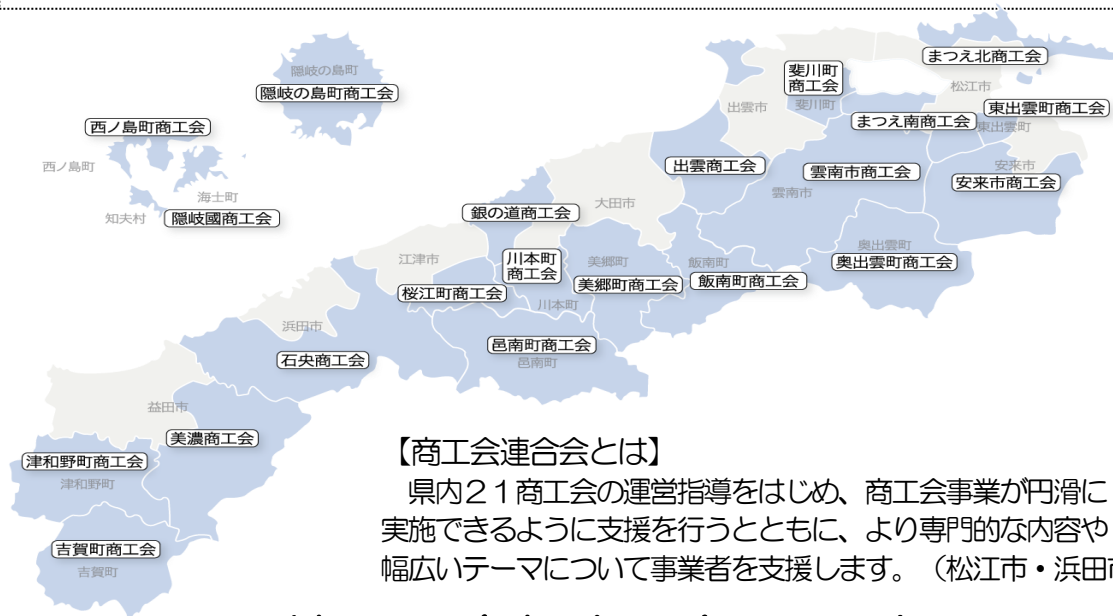 まつえ北商工会
斐川町
商工会
隠岐の島町
松江市
隠岐の島町商工会
出雲市
斐川町
東出雲町商工会
西ノ島町商工会
まつえ南商工会
東出雲町
西ノ島町
出雲商工会
雲南市商工会
安来市
安来市商工会
雲南市
海士町
知夫村
隠岐國商工会
銀の道商工会
大田市
奥出雲町
江津市
川本町
商工会
美郷町
飯南町
奥出雲町商工会
桜江町商工会
美郷町商工会
飯南町商工会
川本町
浜田市
邑南町商工会
石央商工会
邑南町
益田市
美濃商工会
津和野町商工会
津和野町
吉賀町商工会
吉賀町
【商工会連合会とは】
県内21商工会の運営指導をはじめ、商工会事業が円滑に
実施できるように支援を行うとともに、より専門的な内容や
幅広いテーマについて事業者を支援します。（松江市・浜田市